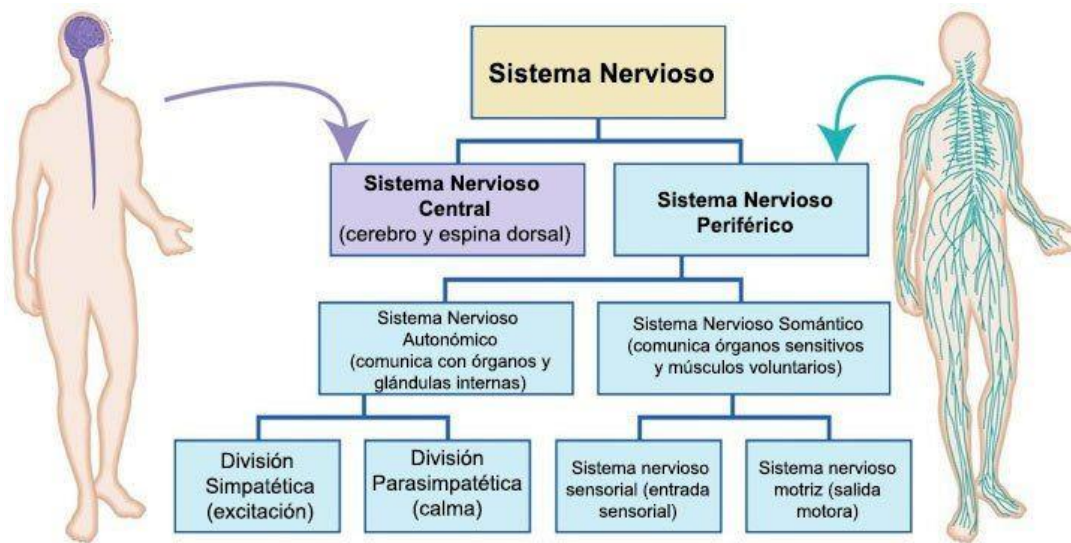 Sistema Nervioso
Sistema Nervioso
Central
(cerebro y espina dorsal)
Sistema Nervioso
Periférico
Sistema Nervioso
Autonómico
(comunica con órganos y
glándulas internas)
Sistema Nervioso Somántico
(comunica órganos sensitivos
y músculos voluntarios)
División
Simpatética
(excitación)
División
Parasimpatética
(calma)
Sistema nervioso
sensorial (entrada
sensorial)
Sistema nervioso
motriz (salida
motora)